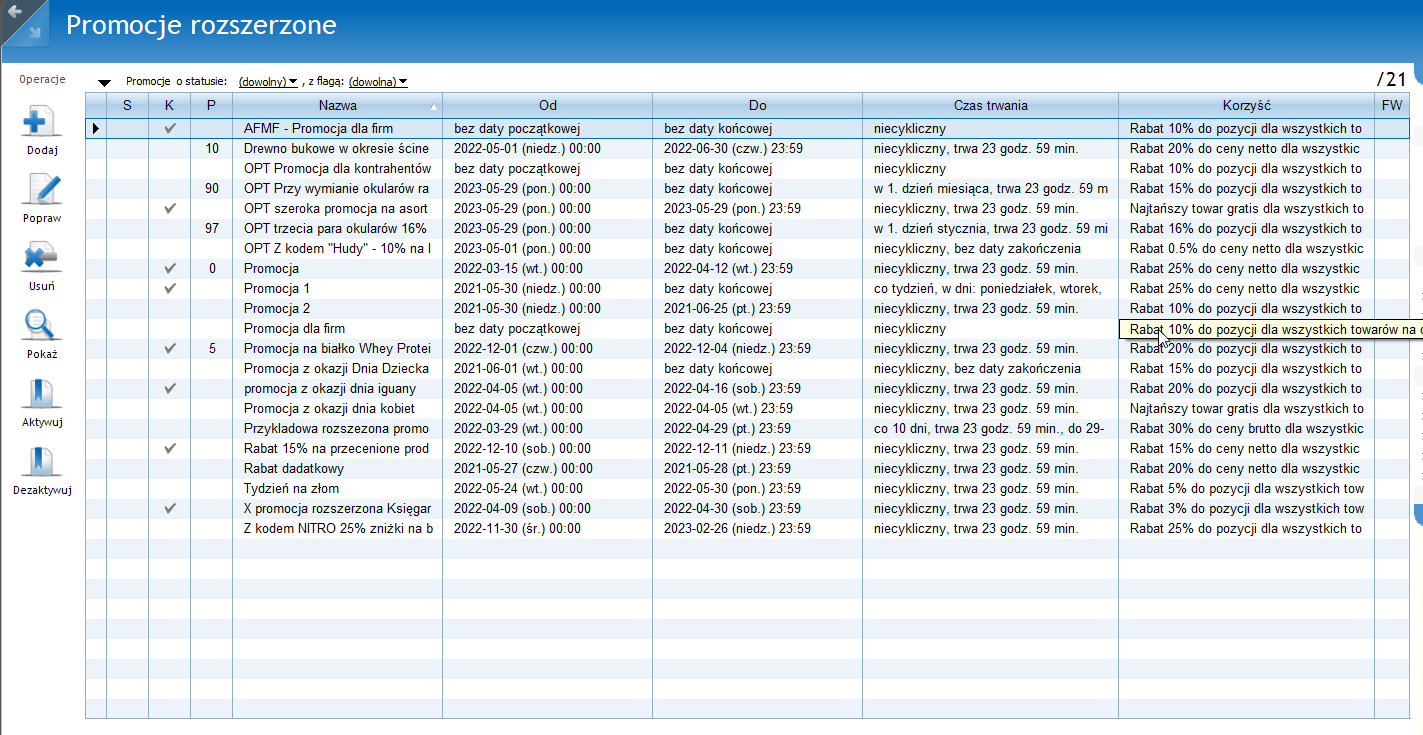 Promocje rozszerzone
Operacje
Dodaj
Popraw
Usuń
Pokaż
Aktywuj
Dezaktywuj
Promocje o statusie: (dowolny) , z flagą: (dowolna)
/21
S K P Nazwa Od Do Czas trwania Korzyść FW
AFMF - Promocja dla firm bez daty początkowej bez daty końcowej niecykliczny Rabat 10% do pozycji dla wszystkich to
10 Drewno bukowe w okresie ścine 2022-05-01 (niedz.) 00:00 2022-06-30 (czw.) 23:59 niecykliczny, trwa 23 godz. 59 min. Rabat 20% do ceny netto dla wszystkic
OPT Promocja dla kontrahentów bez daty początkowej bez daty końcowej niecykliczny Rabat 10% do pozycji dla wszystkich to
90 OPT Przy wymianie okularów ra 2023-05-29 (pon.) 00:00 bez daty końcowej w 1. dzień miesiąca, trwa 23 godz. 59 m Rabat 15% do pozycji dla wszystkich to
OPT szeroka promocja na asort 2023-05-29 (pon.) 00:00 2023-05-29 (pon.) 23:59 niecykliczny, trwa 23 godz. 59 min. Najtańszy towar gratis dla wszystkich to
97 OPT trzecia para okularów 16% 2023-05-29 (pon.) 00:00 bez daty końcowej w 1. dzień stycznia, trwa 23 godz. 59 mi Rabat 16% do pozycji dla wszystkich to
OPT Z kodem "Hudy" - 10% na l 2023-05-01 (pon.) 00:00 bez daty końcowej niecykliczny, bez daty zakończenia Rabat 0.5% do ceny netto dla wszystkic
0 Promocja 2022-03-15 (wt.) 00:00 2022-04-12 (wt.) 23:59 niecykliczny, trwa 23 godz. 59 min. Rabat 25% do ceny netto dla wszystkic
Promocja 1 2021-05-30 (niedz.) 00:00 bez daty końcowej co tydzień, w dni: poniedziałek, wtorek, Rabat 25% do ceny netto dla wszystkic
Promocja 2 2021-05-30 (niedz.) 00:00 2021-06-25 (pt.) 23:59 niecykliczny, trwa 23 godz. 59 min. Rabat 10% do pozycji dla wszystkich to
Promocja dla firm bez daty początkowej bez daty końcowej niecykliczny Rabat 10% do pozycji dla wszystkich towarów na
5 Promocja na białko Whey Protei 2022-12-01 (czw.) 00:00 2022-12-04 (niedz.) 23:59 niecykliczny, trwa 23 godz. 59 min. Rabat 20% do pozycji dla wszystkich to
Promocja z okazji Dnia Dziecka 2021-06-01 (wt.) 00:00 bez daty końcowej niecykliczny, bez daty zakończenia Rabat 15% do pozycji dla wszystkich to
promocja z okazji dnia iguany 2022-04-05 (wt.) 00:00 2022-04-16 (sob.) 23:59 niecykliczny, trwa 23 godz. 59 min. Rabat 20% do pozycji dla wszystkich to
Promocja z okazji dnia kobiet 2022-04-05 (wt.) 00:00 2022-04-05 (wt.) 23:59 niecykliczny, trwa 23 godz. 59 min. Najtańszy towar gratis dla wszystkich to
Przykladowa rozszezona promo 2022-03-29 (wt.) 00:00 2022-04-29 (pt.) 23:59 co 10 dni, trwa 23 godz. 59 min., do 29- Rabat 30% do ceny brutto dla wszystkic
Rabat 15% na przecenione prod 2022-12-10 (sob.) 00:00 2022-12-11 (niedz.) 23:59 niecykliczny, trwa 23 godz. 59 min. Rabat 15% do ceny netto dla wszystkic
Rabat dadatkowy 2021-05-27 (czw.) 00:00 2021-05-28 (pt.) 23:59 niecykliczny, trwa 23 godz. 59 min. Rabat 20% do ceny netto dla wszystkic
Tydzień na złom 2022-05-24 (wt.) 00:00 2022-05-30 (pon.) 23:59 niecykliczny, trwa 23 godz. 59 min. Rabat 5% do pozycji dla wszystkich tow
X promocja rozszerzona Księgar 2022-04-09 (sob.) 00:00 2022-04-30 (sob.) 23:59 niecykliczny, trwa 23 godz. 59 min. Rabat 3% do pozycji dla wszystkich tow
Z kodem NITRO 25% zniżki na b 2022-11-30 (śr.) 00:00 2023-02-26 (niedz.) 23:59 niecykliczny, trwa 23 godz. 59 min. Rabat 25% do pozycji dla wszystkich to